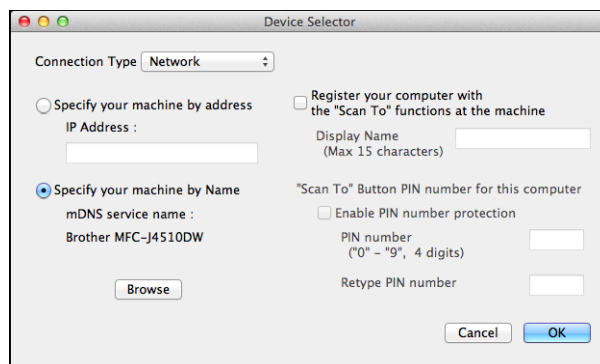 Device Selector
Connection Type Network
Specify your machine by address
IP Address :
Specify your machine by Name
mDNS service name :
Brother MFC-J4510DW
Browse
Register your computer with
the "Scan To" functions at the machine
Display Name
(Max 15 characters)
"Scan To" Button PIN number for this computer
Enable PIN number protection
PIN number
("0" - "9", 4 digits)
Retype PIN number
Cancel OK